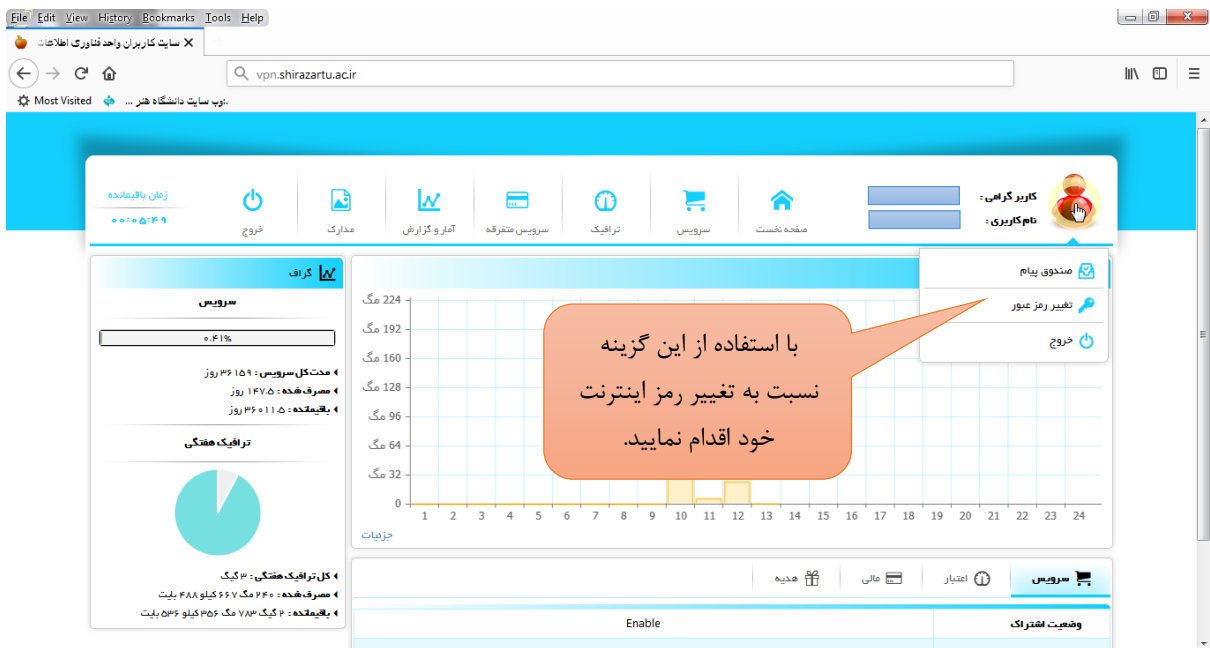 File Edit View History Bookmarks Tools Help
سایت کاربران واحد فناوری اطلاعات
vpn.shirazartu.ac.ir
Most Visited
وب سایت دانشگاه هنر ... .:
کاربر گرامی :
نام کاربری :
صفحه نخست
سرویس
ترافیک
سرویس متفرقه
آمار و گزارش
مدارک
خروج
زمان باقیمانده
۰۰:۰۵:۴۹
صندوق پیام
تغییر رمز عبور
خروج
با استفاده از این گزینه
نسبت به تغییر رمز اینترنت
خود اقدام نمایید.
224 مگ
192 مگ
160 مگ
128 مگ
96 مگ
64 مگ
32 مگ
0
1 2 3 4 5 6 7 8 9 10 11 12 13 14 15 16 17 18 19 20 21 22 23 24
جزئیات
گراف
سرویس
۰.۴۱%
مدت کل سرویس : ۳۶۱۵۹ روز
مصرف شده : ۱۴۷.۵ روز
باقیمانده : ۳۶۰۱۱.۵ روز
ترافیک هفتگی
کل ترافیک هفتگی : ۳ گیگ
مصرف شده : ۲۴۰ مگ ۶۶۷ کیلو ۴۸۸ بایت
باقیمانده : ۲ گیگ ۷۸۳ مگ ۳۵۶ کیلو ۵۳۶ بایت
سرویس
اعتبار
مالی
هدیه
وضعیت اشتراک
Enable